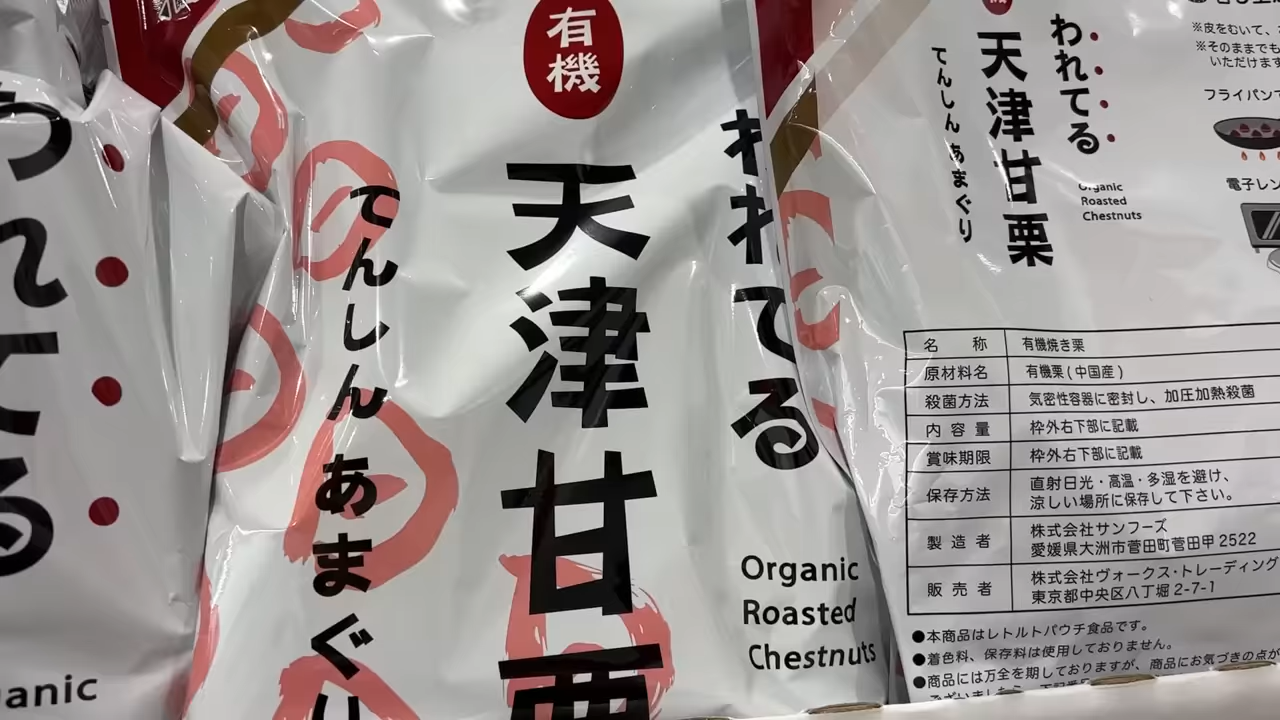 われてる
anic
有機
天津甘栗
てんしんあまぐり
われてる
Organic
Roasted
Chestnuts
われてる
天津甘栗
てんしんあまぐり
Organic
Roasted
Chestnuts
※皮をむいて、
※そのままでも
いただけます
フライパンで
電子レン
名称 有機焼き栗
原材料名 有機栗(中国産)
殺菌方法 気密性容器に密封し、加圧加熱殺菌
内容量 枠外右下部に記載
賞味期限 枠外右下部に記載
保存方法 直射日光・高温・多湿を避け、
涼しい場所に保存して下さい。
製造者 株式会社サンフーズ
愛媛県大洲市菅田町菅田甲2522
販売者 株式会社ヴォークス・トレーディング
東京都中央区八丁堀2-7-1
●本商品はレトルトパウチ食品です。
●着色料、保存料は使用しておりません。
●商品には万全を期しておりますが、商品にお気づきの点が